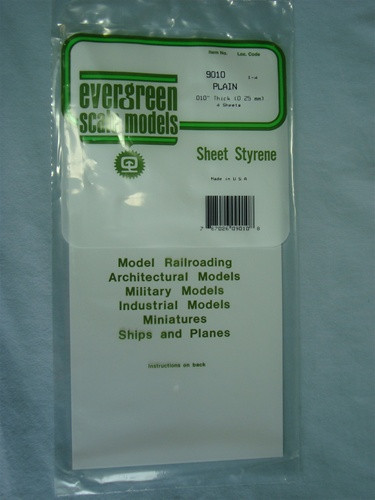 Item No. Loc. Code
9010
PLAIN
.010" thick (0.25 mm)
4 Sheets
evergreen
scale models
Sheet Styrene
Made in U S A
Model Railroading
Architectural Models
Military Models
Industrial Models
Miniatures
Ships and Planes
Instructions on back